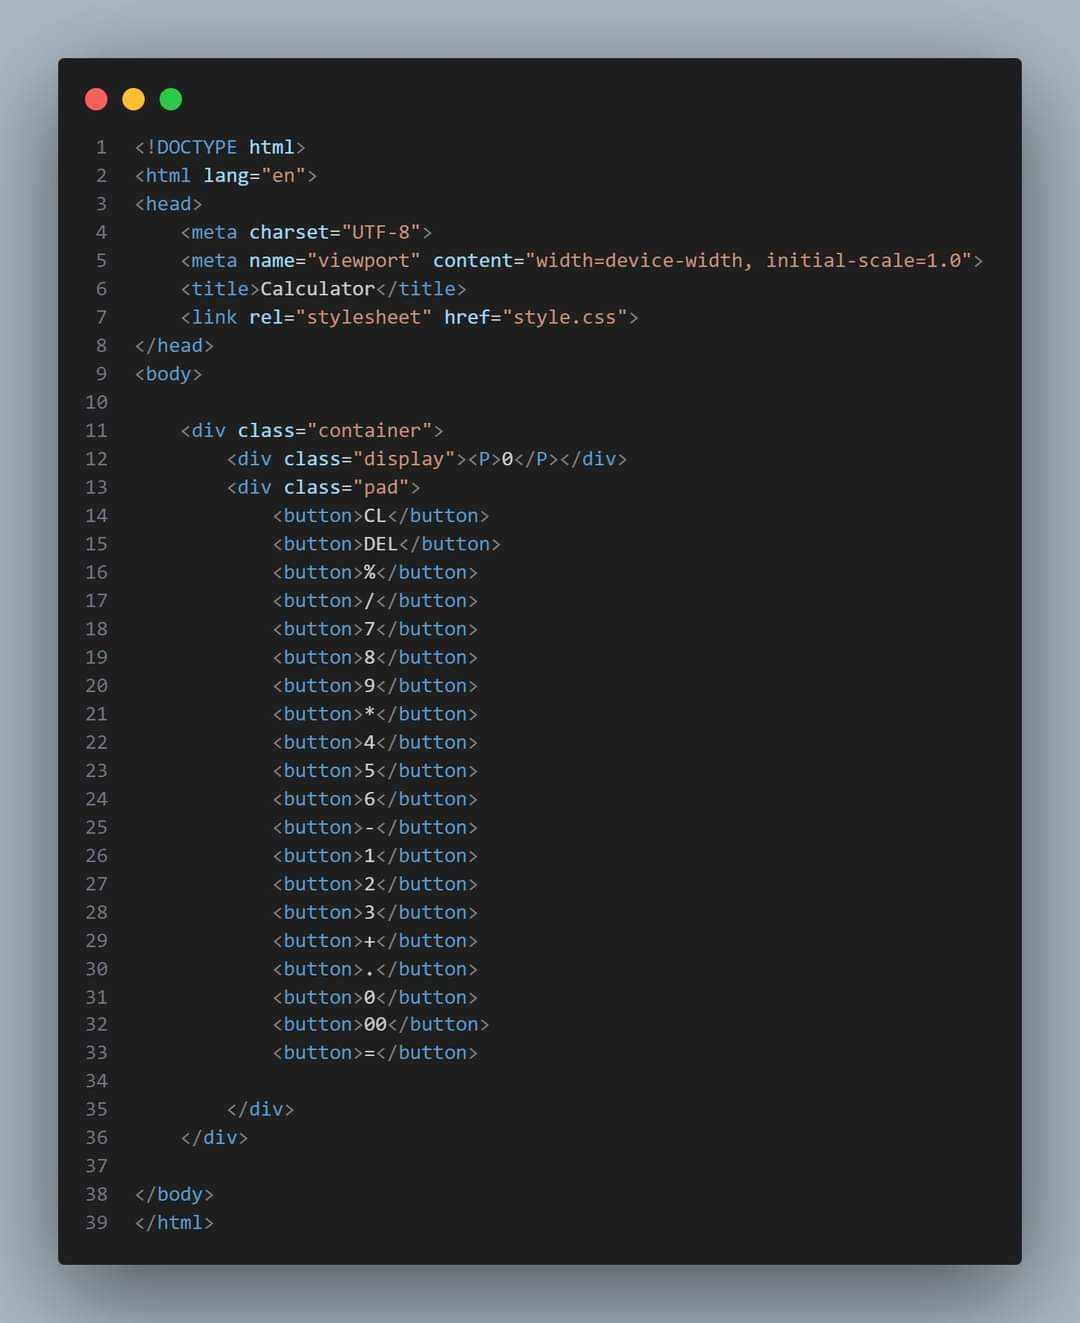 1 <!DOCTYPE html>
2 <html lang="en">
3 <head>
4     <meta charset="UTF-8">
5     <meta name="viewport" content="width=device-width, initial-scale=1.0">
6     <title>Calculator</title>
7     <link rel="stylesheet" href="style.css">
8 </head>
9 <body>
10
11     <div class="container">
12         <div class="display"><P>0</P></div>
13         <div class="pad">
14             <button>CL</button>
15             <button>DEL</button>
16             <button>%</button>
17             <button>/</button>
18             <button>7</button>
19             <button>8</button>
20             <button>9</button>
21             <button>*</button>
22             <button>4</button>
23             <button>5</button>
24             <button>6</button>
25             <button>-</button>
26             <button>1</button>
27             <button>2</button>
28             <button>3</button>
29             <button>+</button>
30             <button>.</button>
31             <button>0</button>
32             <button>00</button>
33             <button>=</button>
34
35         </div>
36     </div>
37
38 </body>
39 </html>